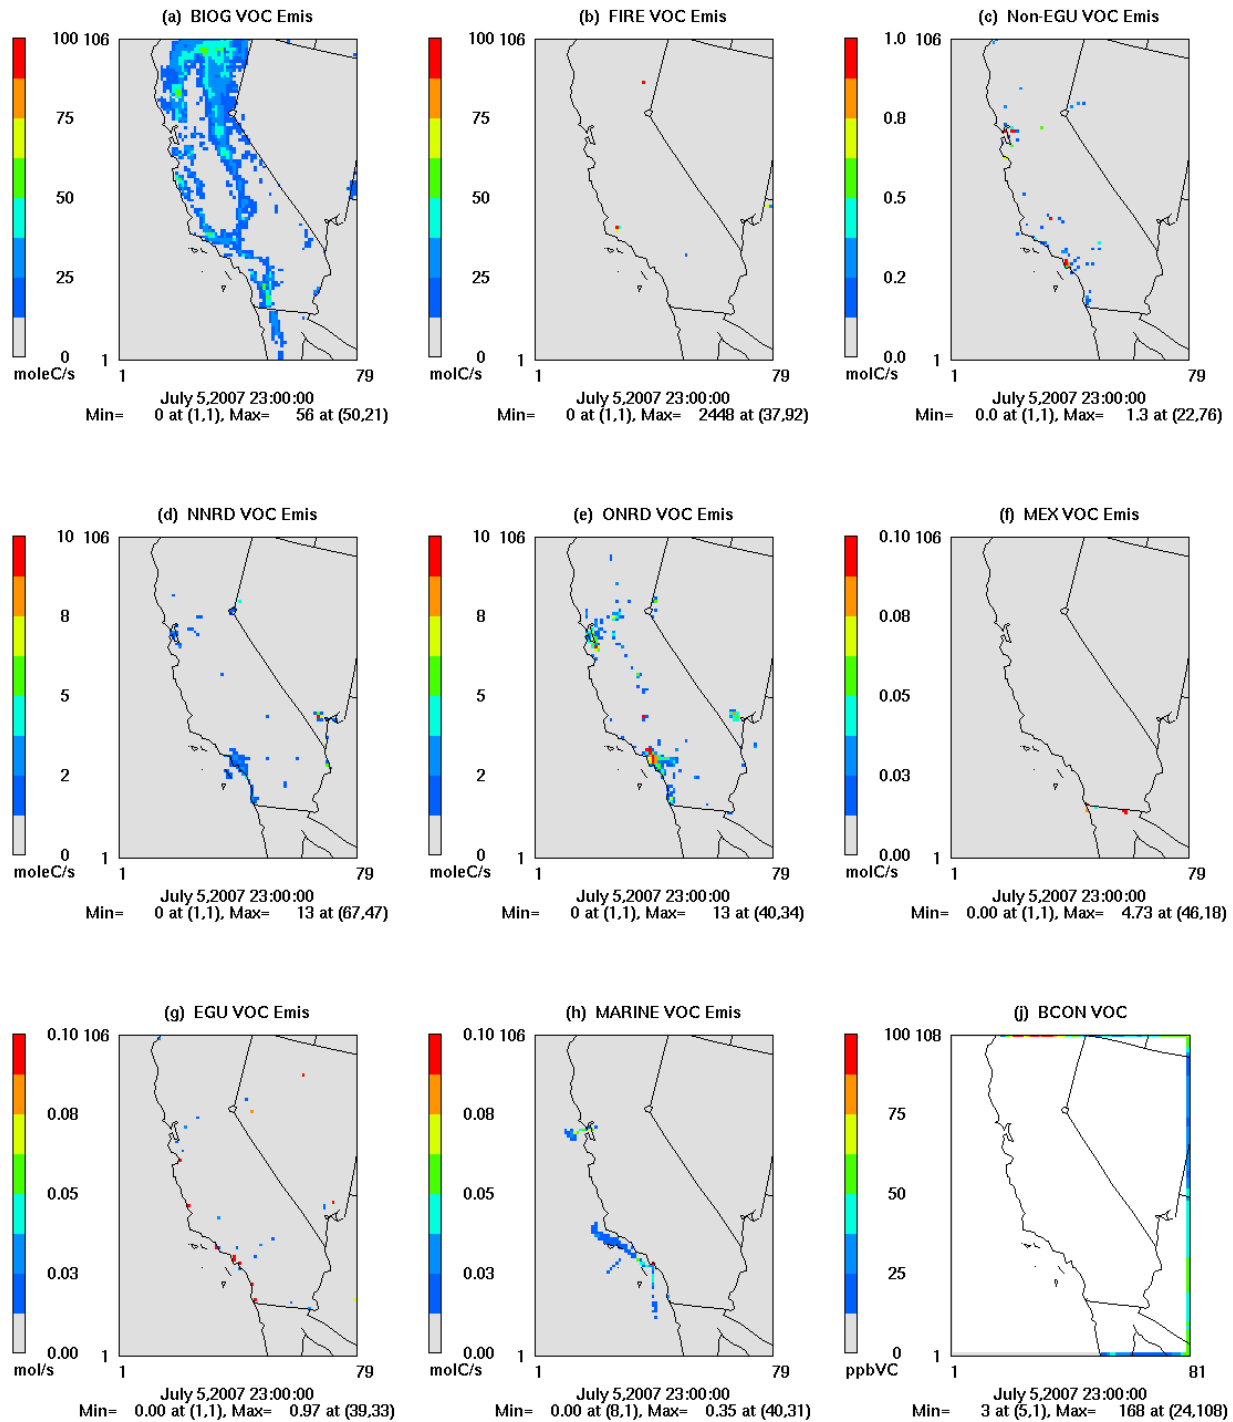 (a) BIOG VOC Emis
100 106
75
50
25
0 1
moleC/s 1 79
July 5,2007 23:00:00
Min= 0 at (1,1), Max= 56 at (50,21)
(b) FIRE VOC Emis
100 106
75
50
25
0 1
molC/s 1 79
July 5,2007 23:00:00
Min= 0 at (1,1), Max= 2448 at (37,92)
(c) Non-EGU VOC Emis
1.0 106
0.8
0.5
0.2
0.0 1
molC/s 1 79
July 5,2007 23:00:00
Min= 0.0 at (1,1), Max= 1.3 at (22,76)
(d) NNRD VOC Emis
10 106
8
5
2
0 1
moleC/s 1 79
July 5,2007 23:00:00
Min= 0 at (1,1), Max= 13 at (67,47)
(e) ONRD VOC Emis
10 106
8
5
2
0 1
moleC/s 1 79
July 5,2007 23:00:00
Min= 0 at (1,1), Max= 13 at (40,34)
(f) MEX VOC Emis
0.10 106
0.08
0.05
0.03
0.00 1
molC/s 1 79
July 5,2007 23:00:00
Min= 0.00 at (1,1), Max= 4.73 at (46,18)
(g) EGU VOC Emis
0.10 106
0.08
0.05
0.03
0.00 1
mol/s 1 79
July 5,2007 23:00:00
Min= 0.00 at (1,1), Max= 0.97 at (39,33)
(h) MARINE VOC Emis
0.10 106
0.08
0.05
0.03
0.00 1
molC/s 1 79
July 5,2007 23:00:00
Min= 0.00 at (8,1), Max= 0.35 at (40,31)
(j) BCON VOC
100 108
75
50
25
0 1
ppbVC 1 81
July 5,2007 23:00:00
Min= 3 at (5,1), Max= 168 at (24,108)